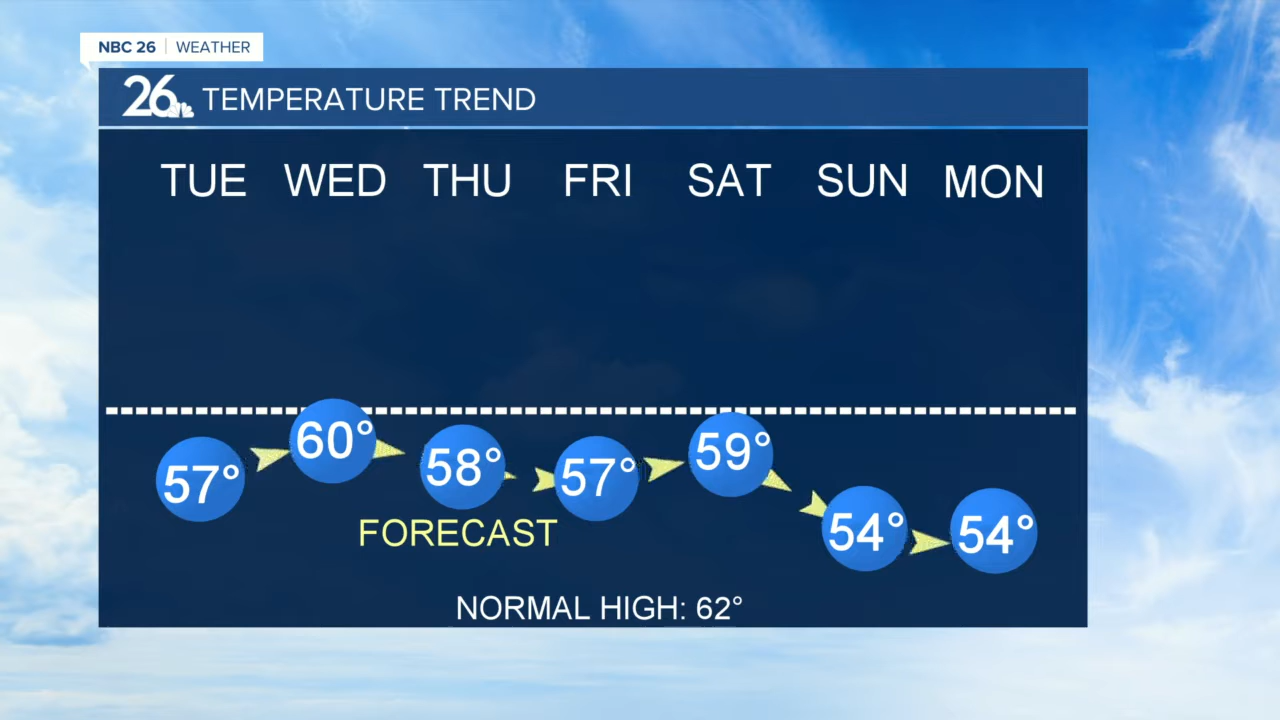 NBC 26 | WEATHER
26 TEMPERATURE TREND
TUE WED THU FRI SAT SUN MON
57° 60° 58° 57° 59° 54° 54°
FORECAST
NORMAL HIGH: 62°